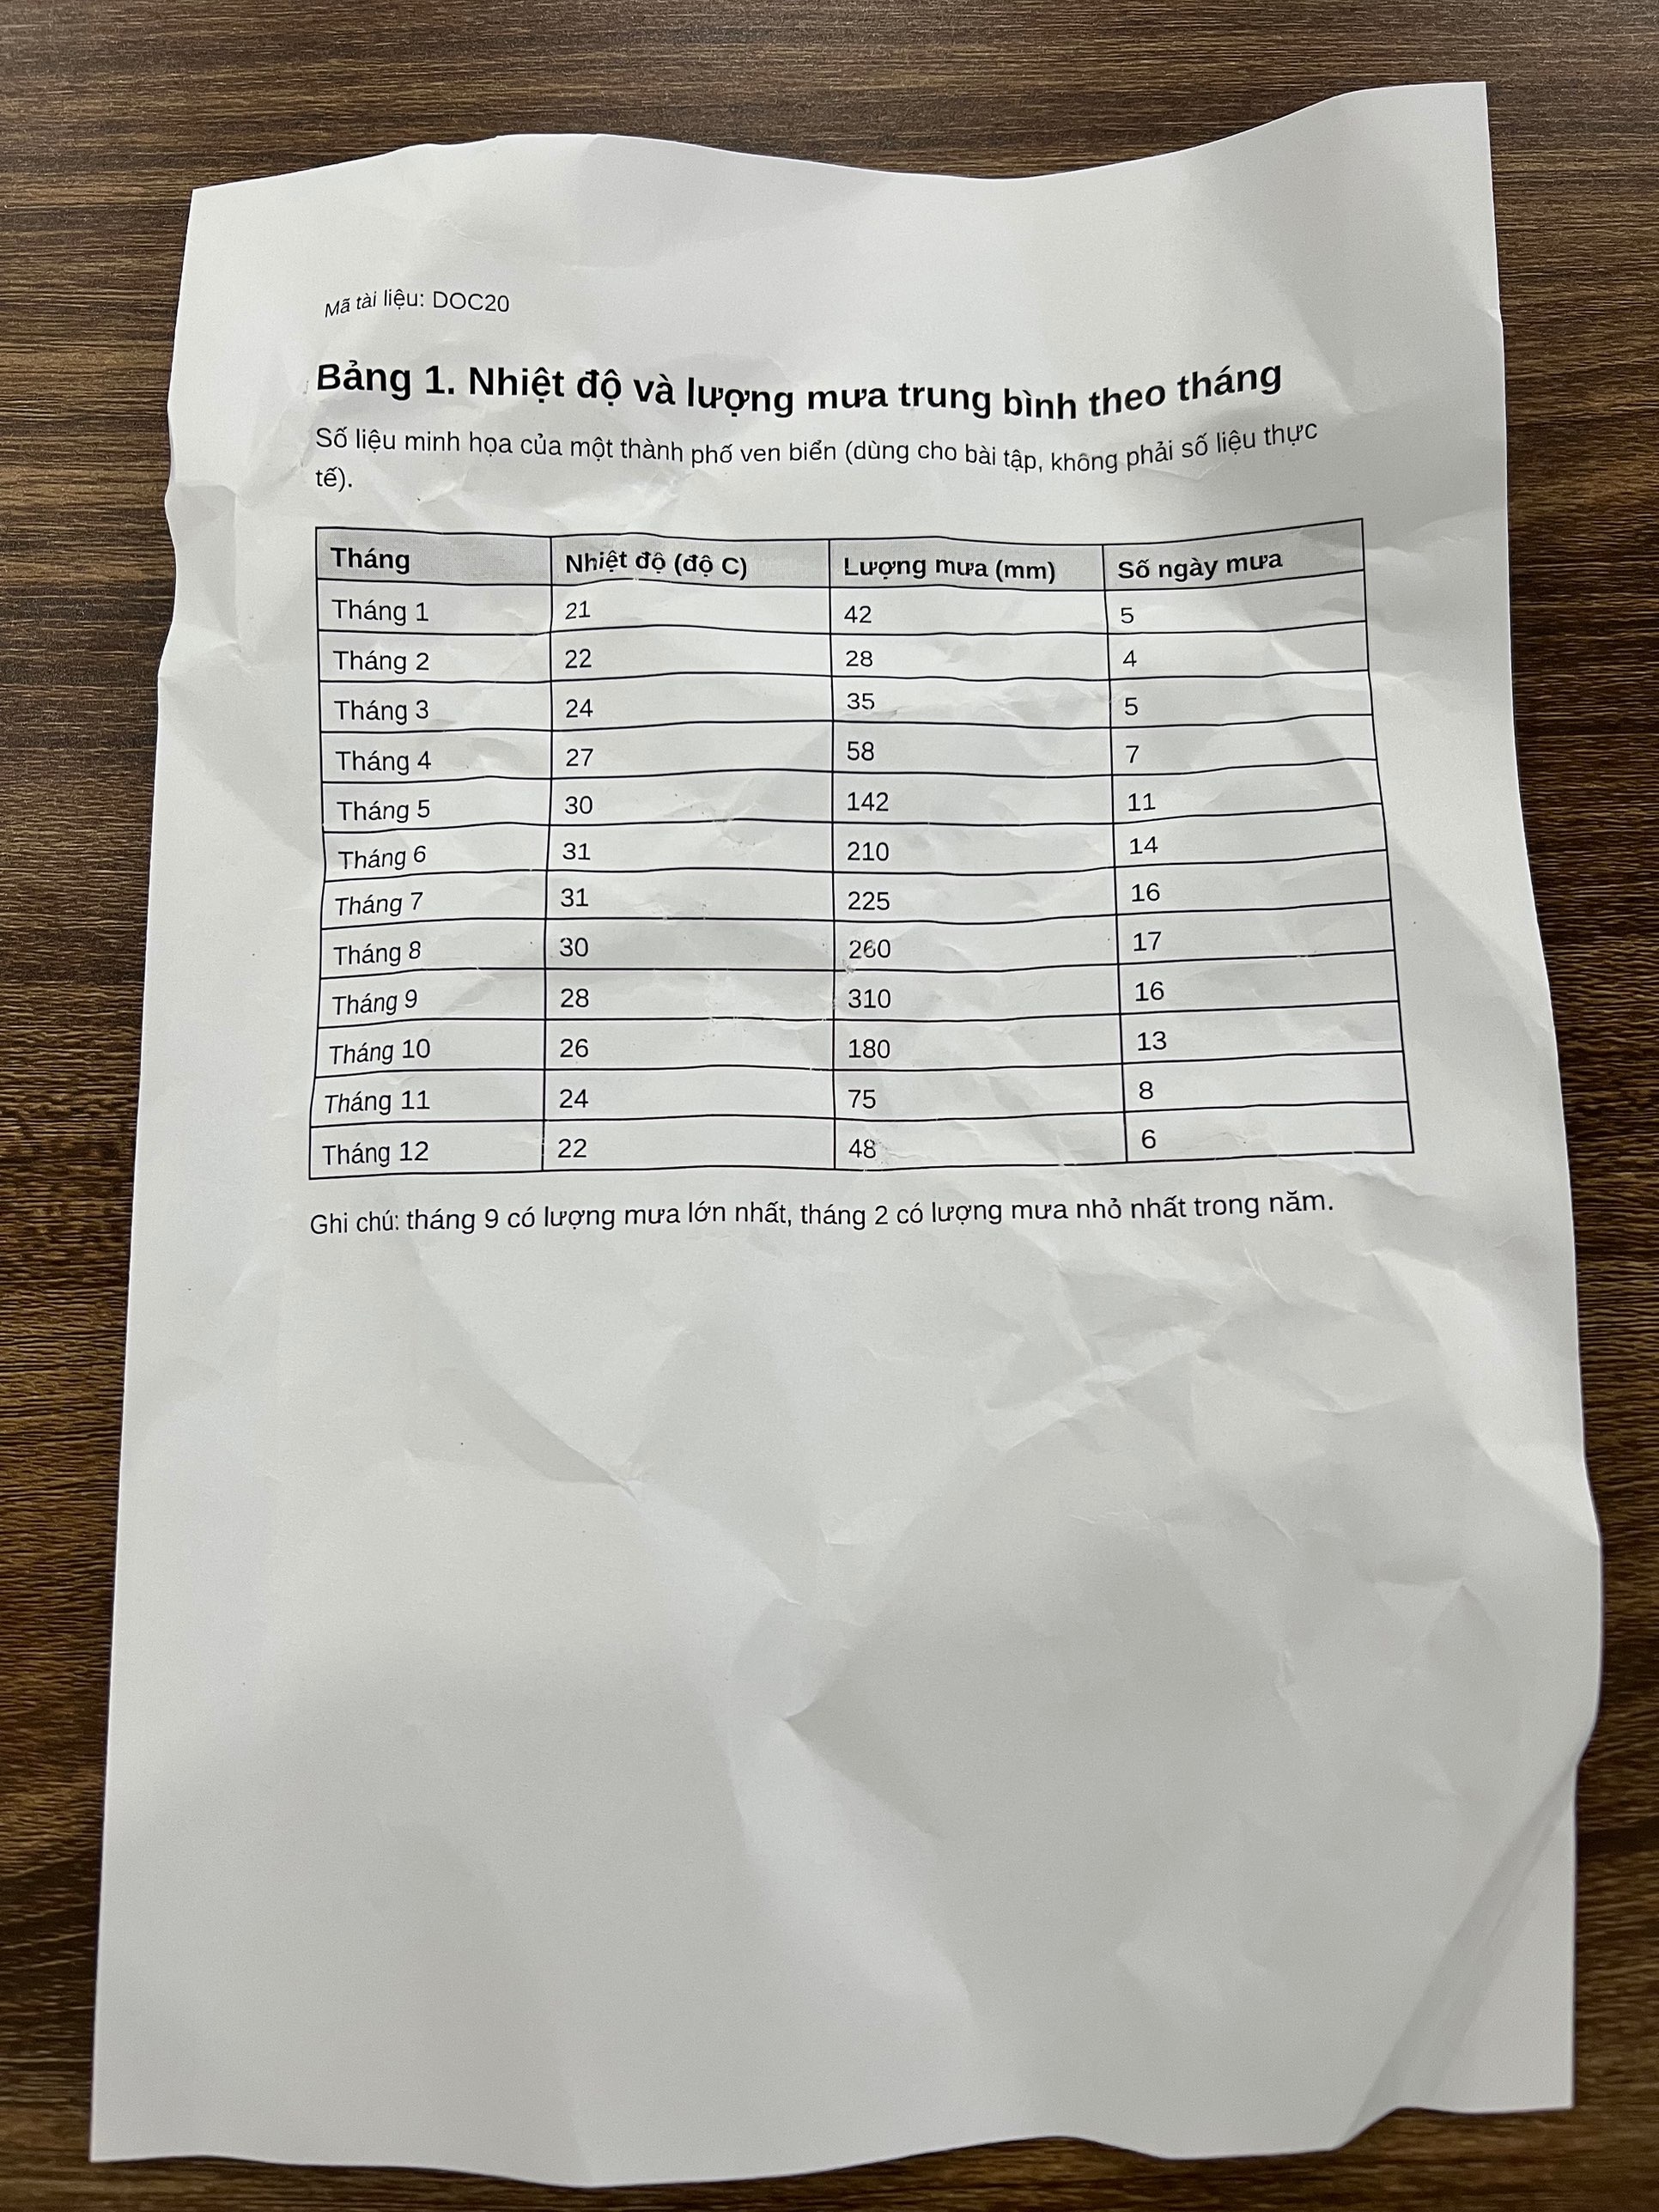 Mã tài liệu: DOC20
Bảng 1. Nhiệt độ và lượng mưa trung bình theo tháng
Số liệu minh họa của một thành phố ven biển (dùng cho bài tập, không phải số liệu thực
tế).
Tháng Nhiệt độ (độ C) Lượng mưa (mm) Số ngày mưa
Tháng 1 21 42 5
Tháng 2 22 28 4
Tháng 3 24 35 5
Tháng 4 27 58 7
Tháng 5 30 142 11
Tháng 6 31 210 14
Tháng 7 31 225 16
Tháng 8 30 260 17
Tháng 9 28 310 16
Tháng 10 26 180 13
Tháng 11 24 75 8
Tháng 12 22 48 6
Ghi chú: tháng 9 có lượng mưa lớn nhất, tháng 2 có lượng mưa nhỏ nhất trong năm.